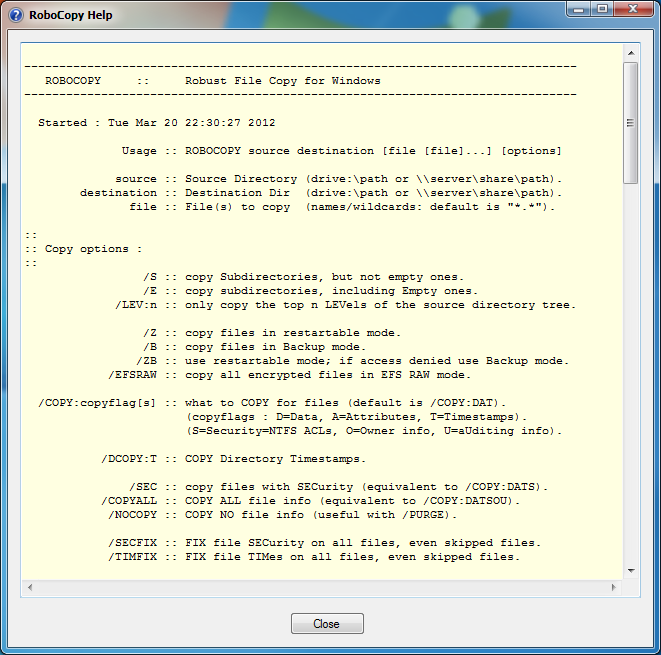 RoboCopy Help
-------------------------------------------------------------------------------
   ROBOCOPY     ::     Robust File Copy for Windows
-------------------------------------------------------------------------------
  Started : Tue Mar 20 22:30:27 2012
              Usage :: ROBOCOPY source destination [file [file]...] [options]
             source :: Source Directory (drive:\path or \\server\share\path).
        destination :: Destination Dir  (drive:\path or \\server\share\path).
               file :: File(s) to copy  (names/wildcards: default is "*.*").
::
:: Copy options :
::
                 /S :: copy Subdirectories, but not empty ones.
                 /E :: copy subdirectories, including Empty ones.
             /LEV:n :: only copy the top n LEVels of the source directory tree.
                 /Z :: copy files in restartable mode.
                 /B :: copy files in Backup mode.
                /ZB :: use restartable mode; if access denied use Backup mode.
            /EFSRAW :: copy all encrypted files in EFS RAW mode.
  /COPY:copyflag[s] :: what to COPY for files (default is /COPY:DAT).
                       (copyflags : D=Data, A=Attributes, T=Timestamps).
                       (S=Security=NTFS ACLs, O=Owner info, U=aUditing info).
           /DCOPY:T :: COPY Directory Timestamps.
               /SEC :: copy files with SECurity (equivalent to /COPY:DATS).
           /COPYALL :: COPY ALL file info (equivalent to /COPY:DATSOU).
            /NOCOPY :: COPY NO file info (useful with /PURGE).
            /SECFIX :: FIX file SECurity on all files, even skipped files.
            /TIMFIX :: FIX file TIMes on all files, even skipped files.
Close